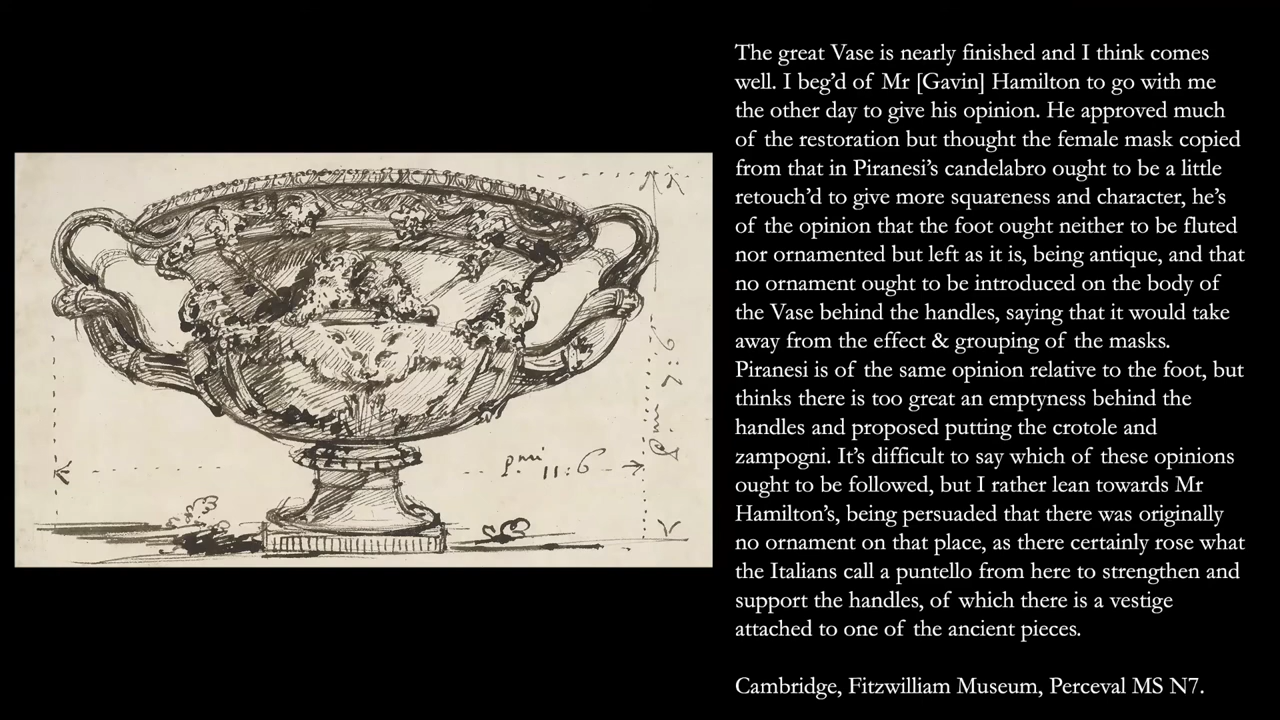 The great Vase is nearly finished and I think comes
well. I beg’d of Mr [Gavin] Hamilton to go with me
the other day to give his opinion. He approved much
of the restoration but thought the female mask copied
from that in Piranesi’s candelabro ought to be a little
retouch’d to give more squareness and character, he’s
of the opinion that the foot ought neither to be fluted
nor ornamented but left as it is, being antique, and that
no ornament ought to be introduced on the body of
the Vase behind the handles, saying that it would take
away from the effect & grouping of the masks.
Piranesi is of the same opinion relative to the foot, but
thinks there is too great an emptyness behind the
handles and proposed putting the crotole and
zampogni. It’s difficult to say which of these opinions
ought to be followed, but I rather lean towards Mr
Hamilton’s, being persuaded that there was originally
no ornament on that place, as there certainly rose what
the Italians call a puntello from here to strengthen and
support the handles, of which there is a vestige
attached to one of the ancient pieces.
Cambridge, Fitzwilliam Museum, Perceval MS N7.
11:6
7:6